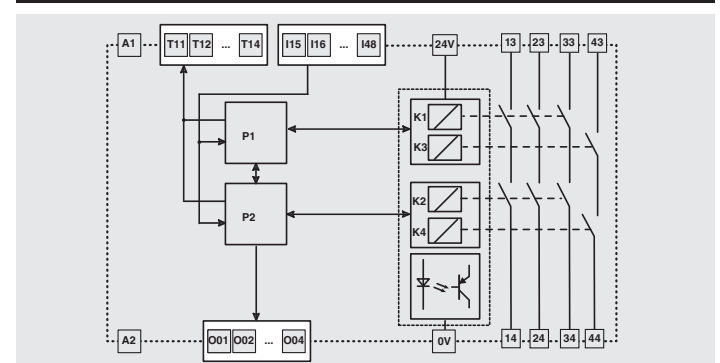 A1 T11 T12 ... T14 I15 I16 ... I48 24V 13 23 33 43
K1
P1
K3
K2
P2
K4
A2 O01 O02 ... O04 0V 14 24 34 44